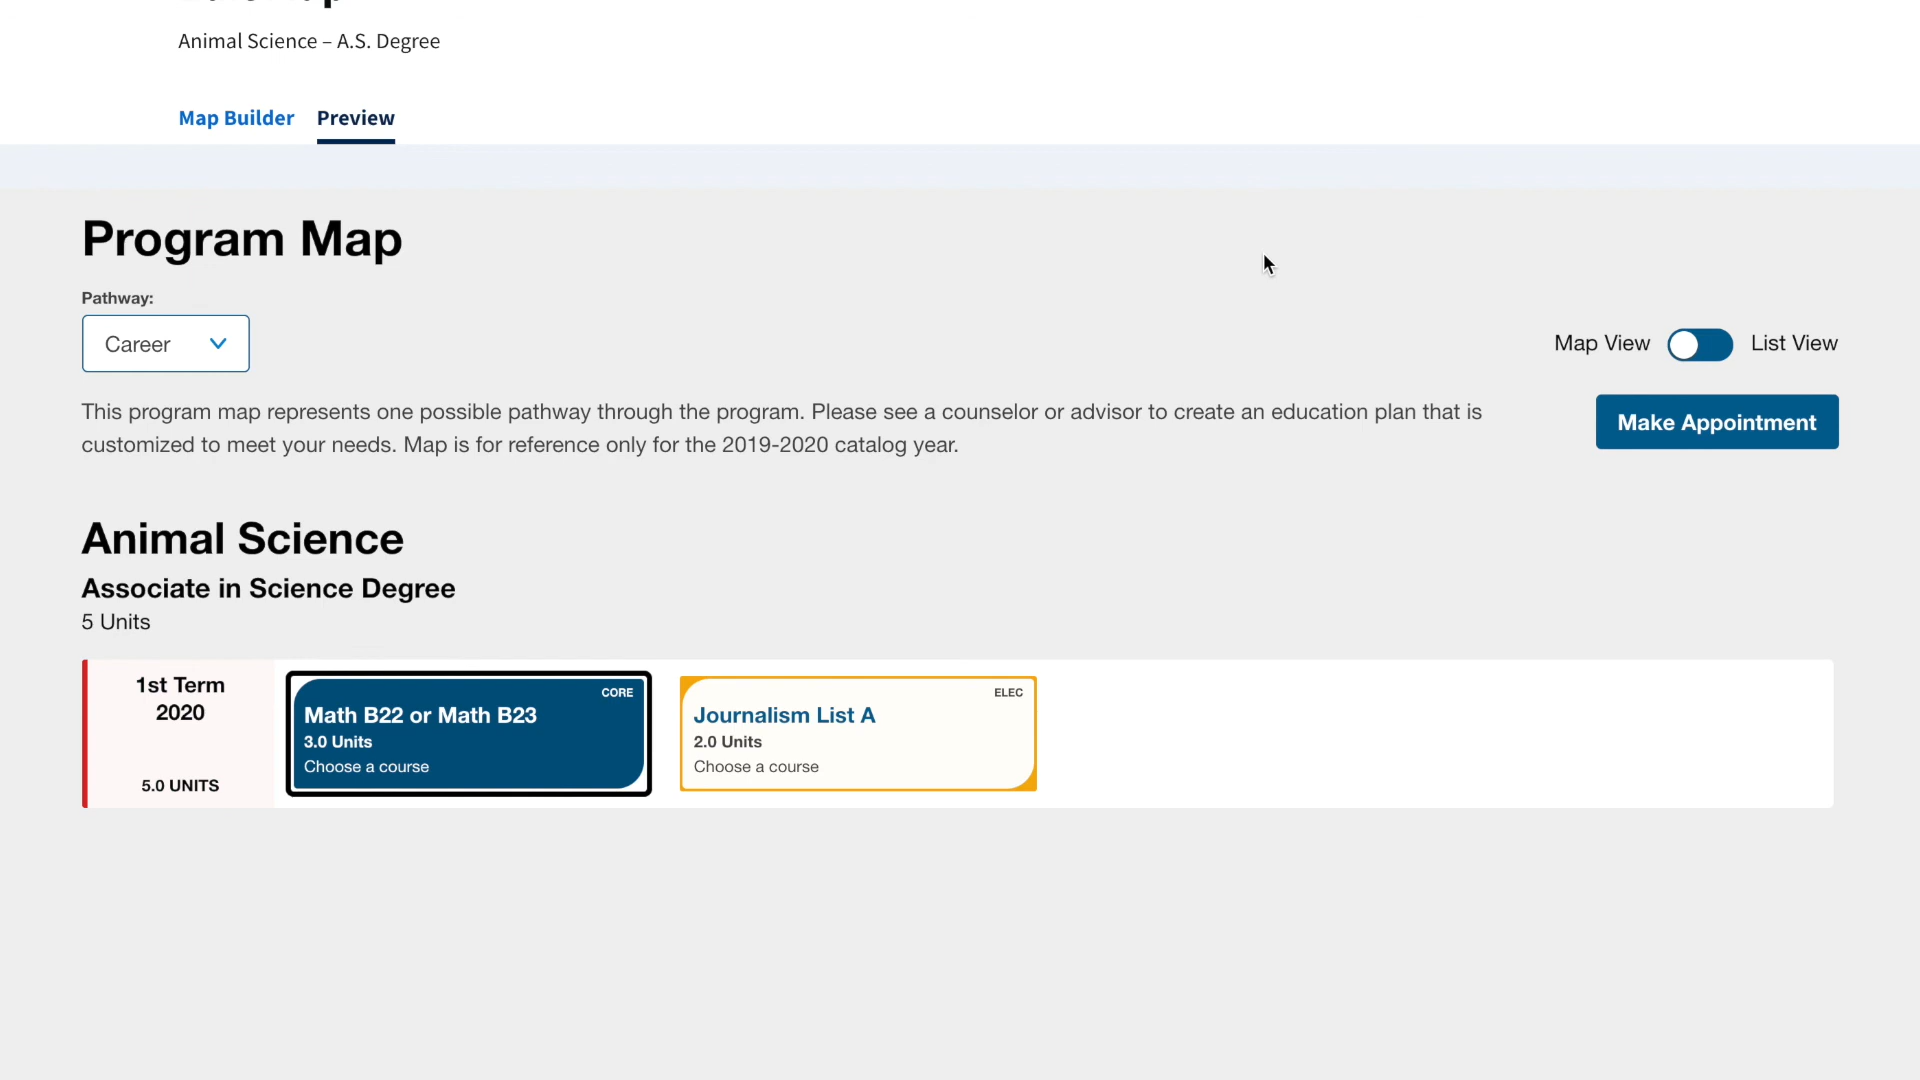 Animal Science – A.S. Degree
Map Builder
Preview
Program Map
Pathway:
Career
Map View
List View
This program map represents one possible pathway through the program. Please see a counselor or advisor to create an education plan that is
customized to meet your needs. Map is for reference only for the 2019-2020 catalog year.
Make Appointment
Animal Science
Associate in Science Degree
5 Units
1st Term
2020
5.0 UNITS
CORE
Math B22 or Math B23
3.0 Units
Choose a course
ELEC
Journalism List A
2.0 Units
Choose a course